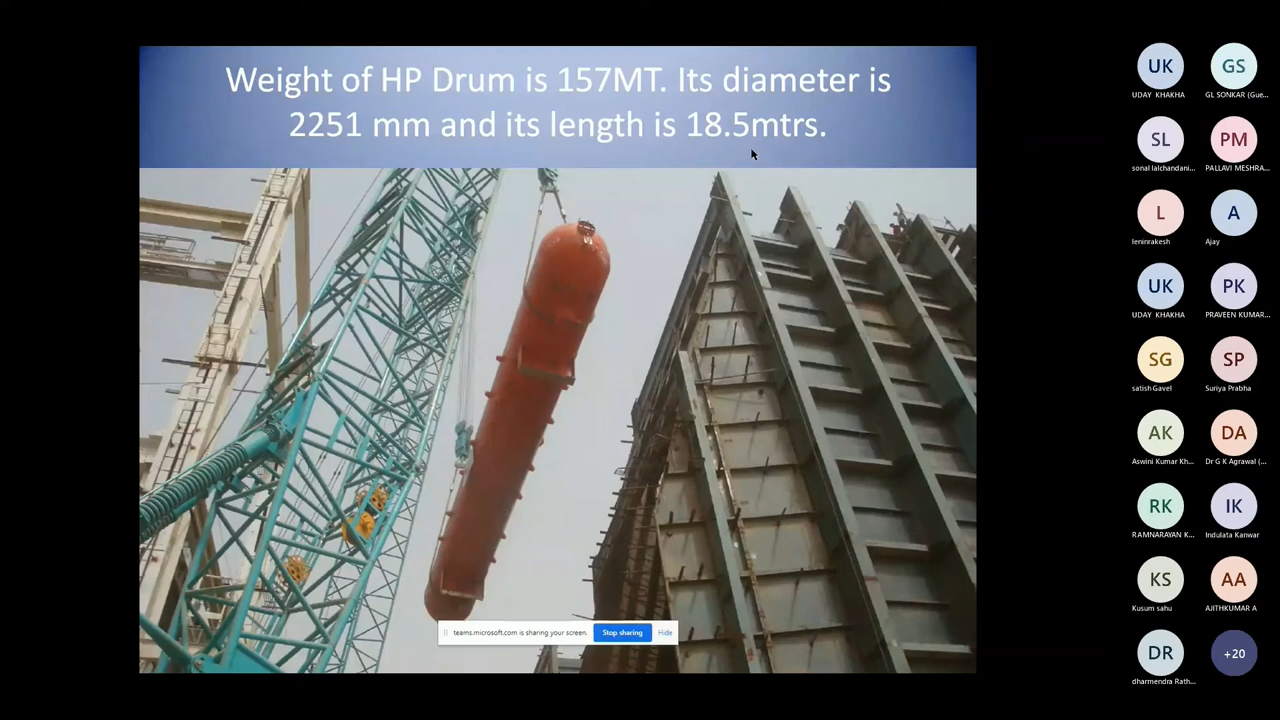 Weight of HP Drum is 157MT. Its diameter is
2251 mm and its length is 18.5mtrs.
teams.microsoft.com is sharing your screen.
Stop sharing
Hide
UK
GS
UDAY KHAKHA
GL SONKAR (Gue...
SL
PM
sonal lalchandani...
PALLAVI MESHRA...
L
A
leninrakesh
Ajay
UK
PK
UDAY KHAKHA
PRAVEEN KUMAR...
SG
SP
satish Gavel
Suriya Prabha
AK
DA
Aswini Kumar Kh...
Dr G K Agrawal (...
RK
IK
RAMNARAYAN K...
Indulata Kanwar
KS
AA
Kusum sahu
AJITHKUMAR A
DR
+20
dharmendra Rath...